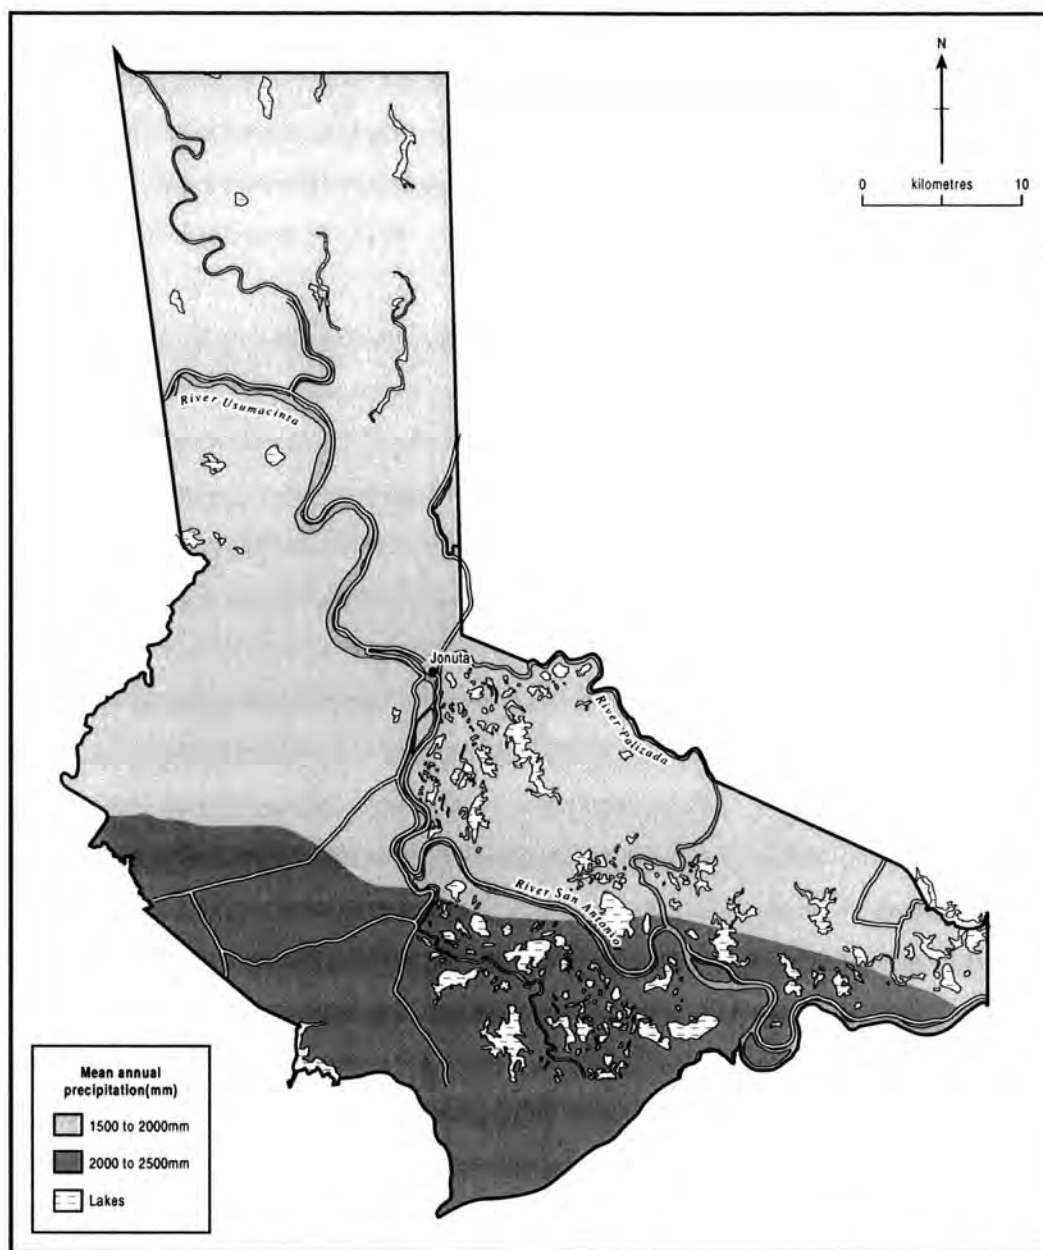 N
0 kilometres 10
River Usumacinta
Jonuta
River Palizada
River San Antonio
Mean annual
precipitation(mm)
1500 to 2000mm
2000 to 2500mm
Lakes